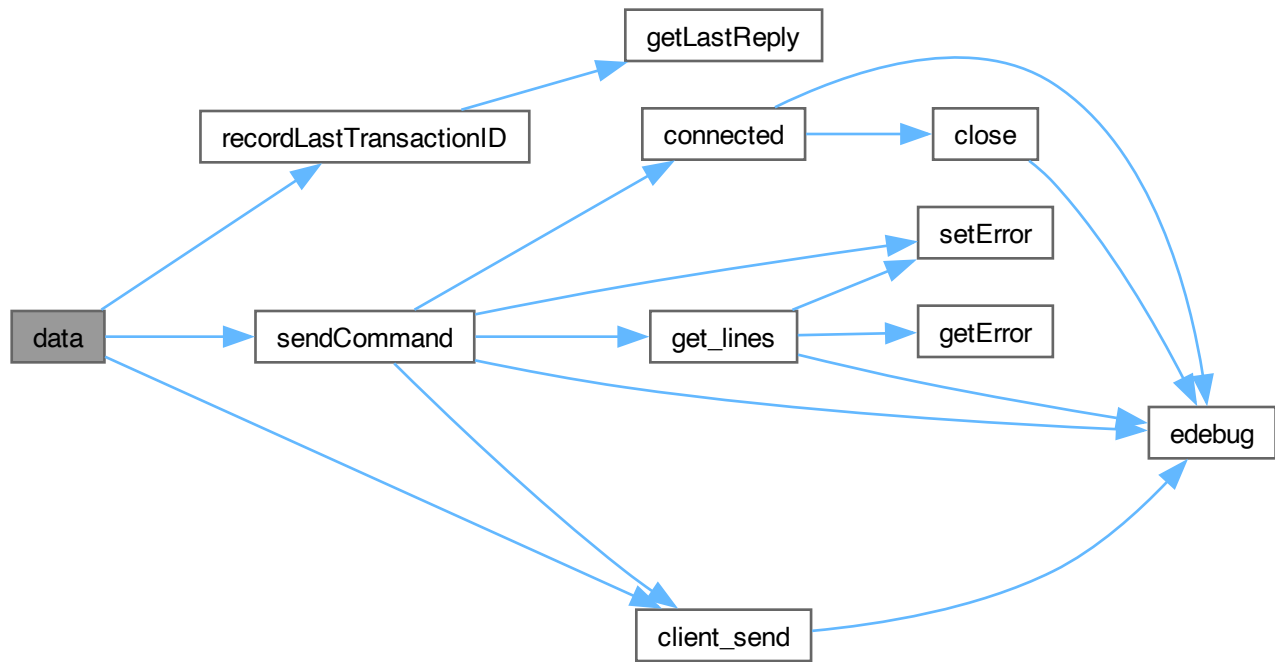 getLastReply
recordLastTransactionID
connected
close
setError
data
sendCommand
get_lines
getError
edebug
client_send